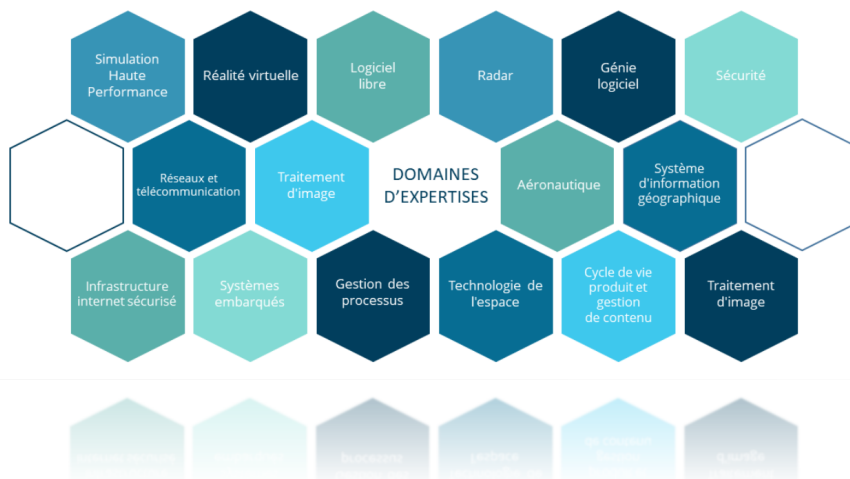 Simulation
Haute
Performance
Réalité virtuelle
Logiciel
libre
Radar
Génie
logiciel
Sécurité
Réseaux et
télécommunication
Traitement
d'image
DOMAINES
D’EXPERTISES
Aéronautique
Système
d'information
géographique
Infrastructure
internet sécurisé
Systèmes
embarqués
Gestion des
processus
Technologie de
l'espace
Cycle de vie
produit et
gestion
de contenu
Traitement
d'image